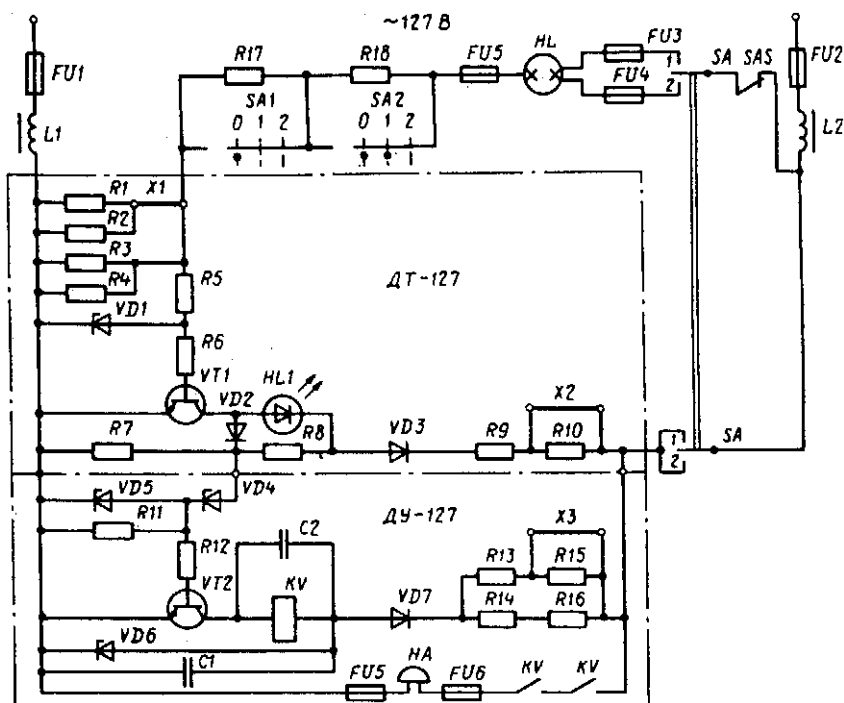 ~127 В
FU1
R17
R18
FU5
HL
FU3
FU4
1
2
SA
SAS
FU2
L1
SA1
0 1 2
SA2
0 1 2
L2
R1
X1
R2
R3
R4
R5
ДТ-127
VD1
R6
VT1
VD2
HL1
X2
R7
R8
VD3
R9
R10
1
2
SA
VD5
VD4
R11
ДУ-127
C2
X3
R12
R13
R15
VT2
KV
VD7
R14
R16
VD6
C1
FU5
HA
FU6
KV
KV